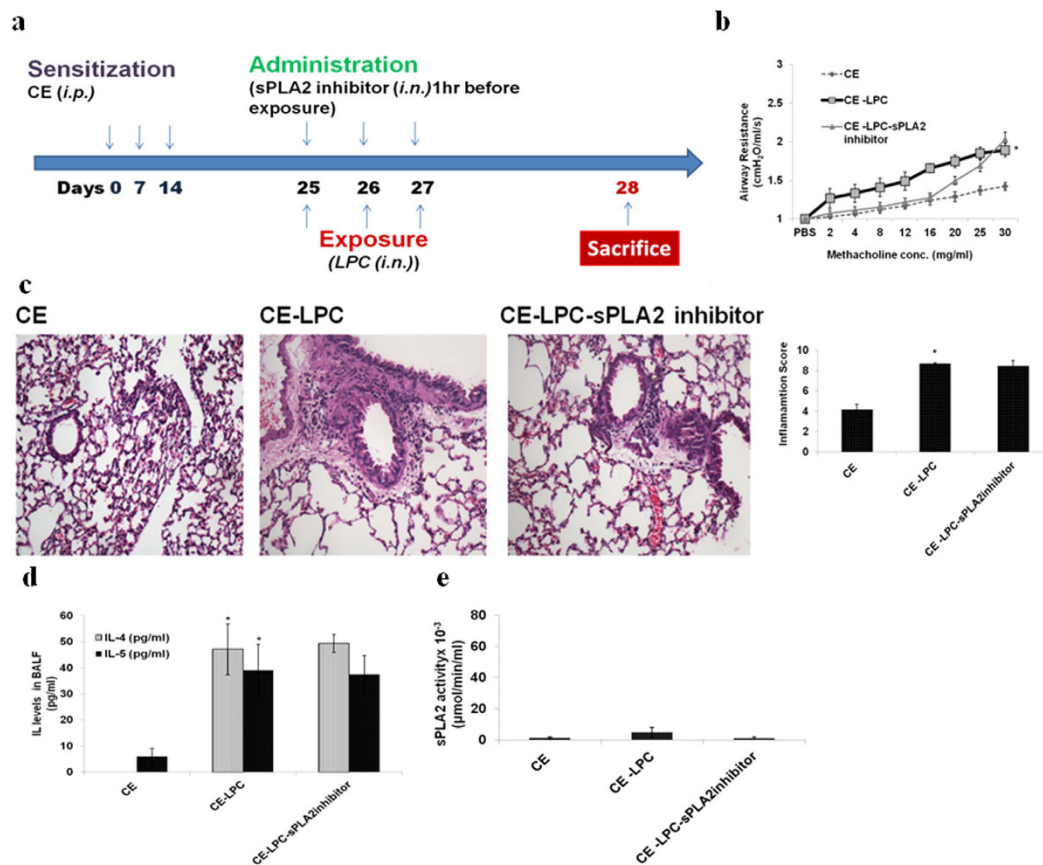 a
Sensitization
CE (i.p.)
Administration
(sPLA2 inhibitor (i.n.)1hr before
exposure)
Days 0 7 14 25 26 27 28
Exposure
(LPC (i.n.))
Sacrifice
b
Airway Resistance
(cmH₂O/ml/s)
2
1.5
1
CE
CE -LPC
CE -LPC-sPLA2
inhibitor
*
PBS 2 4 8 12 16 20 25 30
Methacholine conc. (mg/ml)
c
CE
CE-LPC
CE-LPC-sPLA2 inhibitor
Inflamamtion Score
10
8
6
4
2
0
*
CE
CE -LPC
CE -LPC-sPLA2inhibitor
d
IL levels in BALF
(pg/ml)
60
50
40
30
20
10
0
IL-4 (pg/ml)
IL-5 (pg/ml)
*
*
CE
CE-LPC
CE-LPC-sPLA2inhibitor
e
sPLA2 activityx 10⁻³
(µmol/min/ml)
80
60
40
20
0
CE
CE -LPC
CE -LPC-sPLA2inhibitor